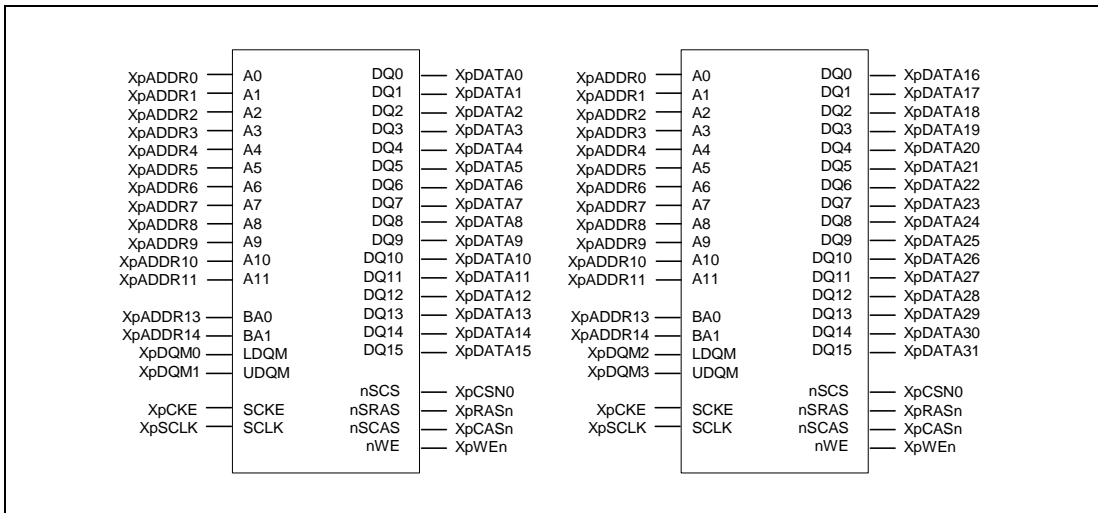 XpADDR0 A0 DQ0 XpDATA0 XpADDR0 A0 DQ0 XpDATA16
XpADDR1 A1 DQ1 XpDATA1 XpADDR1 A1 DQ1 XpDATA17
XpADDR2 A2 DQ2 XpDATA2 XpADDR2 A2 DQ2 XpDATA18
XpADDR3 A3 DQ3 XpDATA3 XpADDR3 A3 DQ3 XpDATA19
XpADDR4 A4 DQ4 XpDATA4 XpADDR4 A4 DQ4 XpDATA20
XpADDR5 A5 DQ5 XpDATA5 XpADDR5 A5 DQ5 XpDATA21
XpADDR6 A6 DQ6 XpDATA6 XpADDR6 A6 DQ6 XpDATA22
XpADDR7 A7 DQ7 XpDATA7 XpADDR7 A7 DQ7 XpDATA23
XpADDR8 A8 DQ8 XpDATA8 XpADDR8 A8 DQ8 XpDATA24
XpADDR9 A9 DQ9 XpDATA9 XpADDR9 A9 DQ9 XpDATA25
XpADDR10 A10 DQ10 XpDATA10 XpADDR10 A10 DQ10 XpDATA26
XpADDR11 A11 DQ11 XpDATA11 XpADDR11 A11 DQ11 XpDATA27
DQ12 XpDATA12 DQ12 XpDATA28
XpADDR13 BA0 DQ13 XpDATA13 XpADDR13 BA0 DQ13 XpDATA29
XpADDR14 BA1 DQ14 XpDATA14 XpADDR14 BA1 DQ14 XpDATA30
XpDQM0 LDQM DQ15 XpDATA15 XpDQM2 LDQM DQ15 XpDATA31
XpDQM1 UDQM XpDQM3 UDQM
nSCS XpCSN0 nSCS XpCSN0
XpCKE SCKE nSRAS XpRASn XpCKE SCKE nSRAS XpRASn
XpSCLK SCLK nSCAS XpCASn XpSCLK SCLK nSCAS XpCASn
nWE XpWEn nWE XpWEn